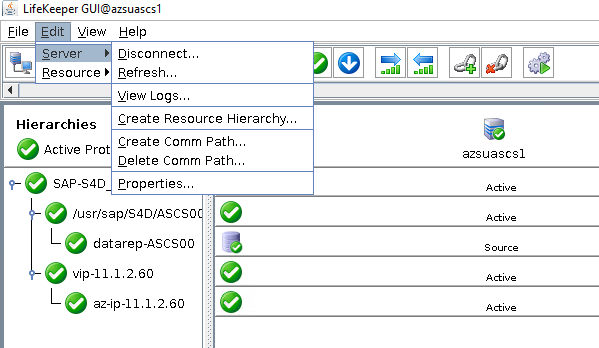 LifeKeeper GUI@azsuascs1
File Edit View Help
Server
Resource
Disconnect...
Refresh...
View Logs...
Create Resource Hierarchy...
Create Comm Path...
Delete Comm Path...
Properties...
Hierarchies
Active Prot
azsuascs1
SAP-S4D_
Active
/usr/sap/S4D/ASCS00
Active
datarep-ASCS00
Source
vip-11.1.2.60
Active
az-ip-11.1.2.60
Active